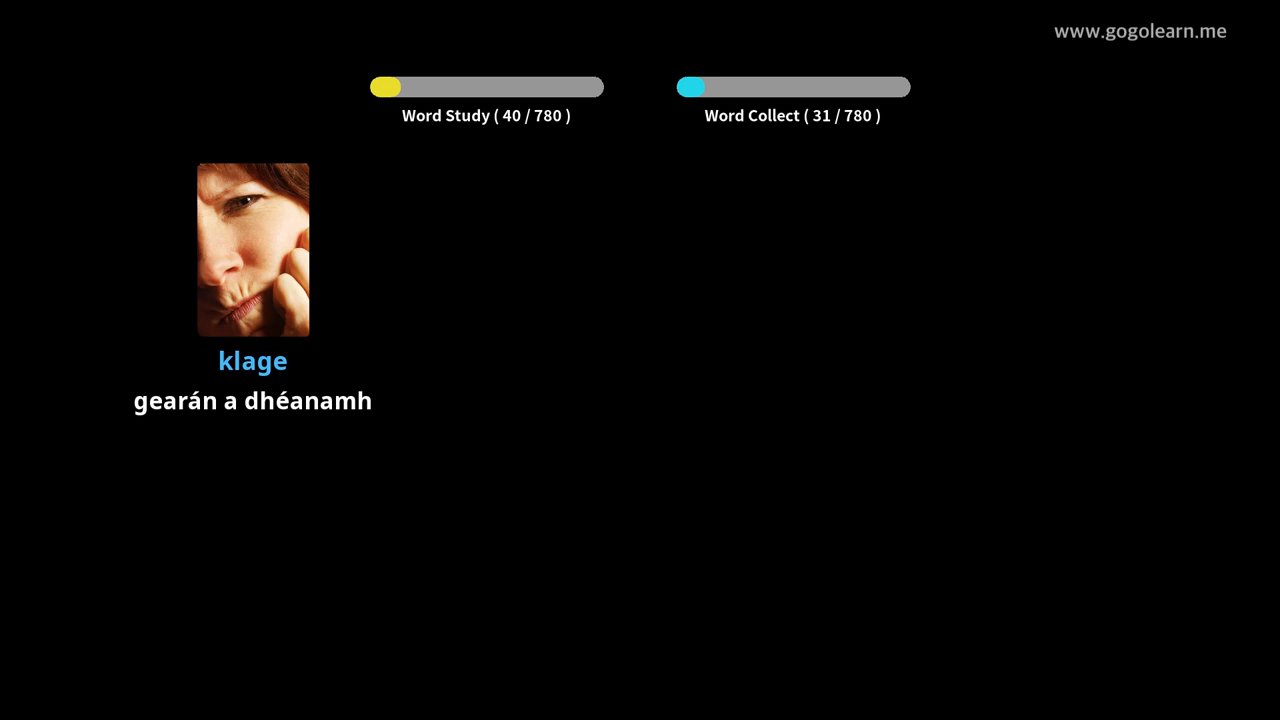 www.gogolearn.me
Word Study ( 40 / 780 )
Word Collect ( 31 / 780 )
klage
gearán a dhéanamh